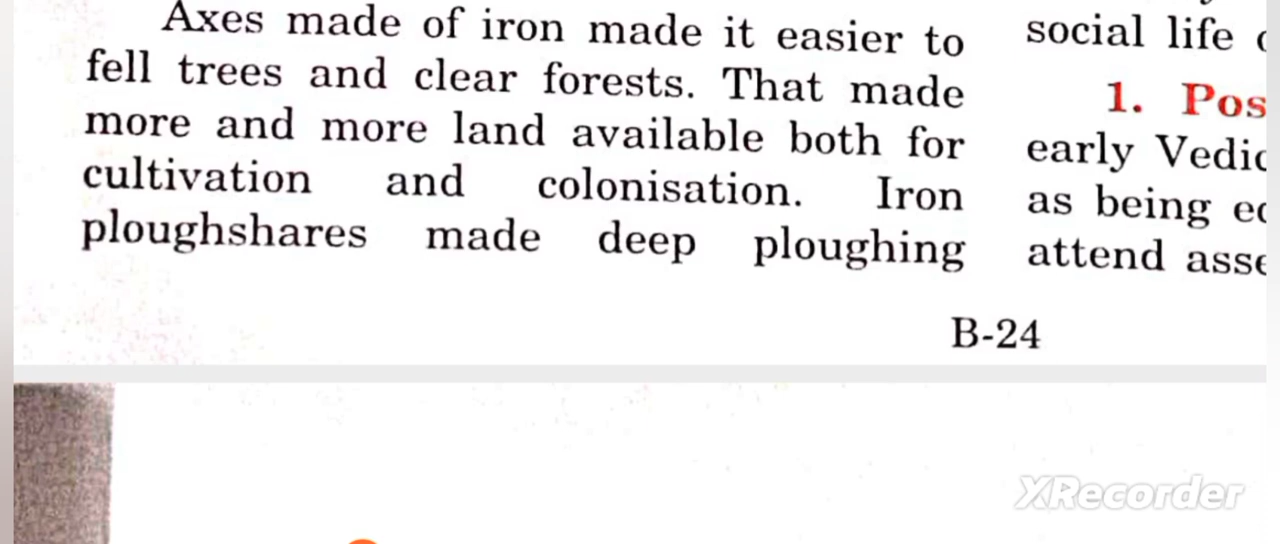 Axes made of iron made it easier to
fell trees and clear forests. That made
more and more land available both for
cultivation and colonisation. Iron
ploughshares made deep ploughing
social life
1. Pos
early Vedic
as being
attend
B-24
XRecorder